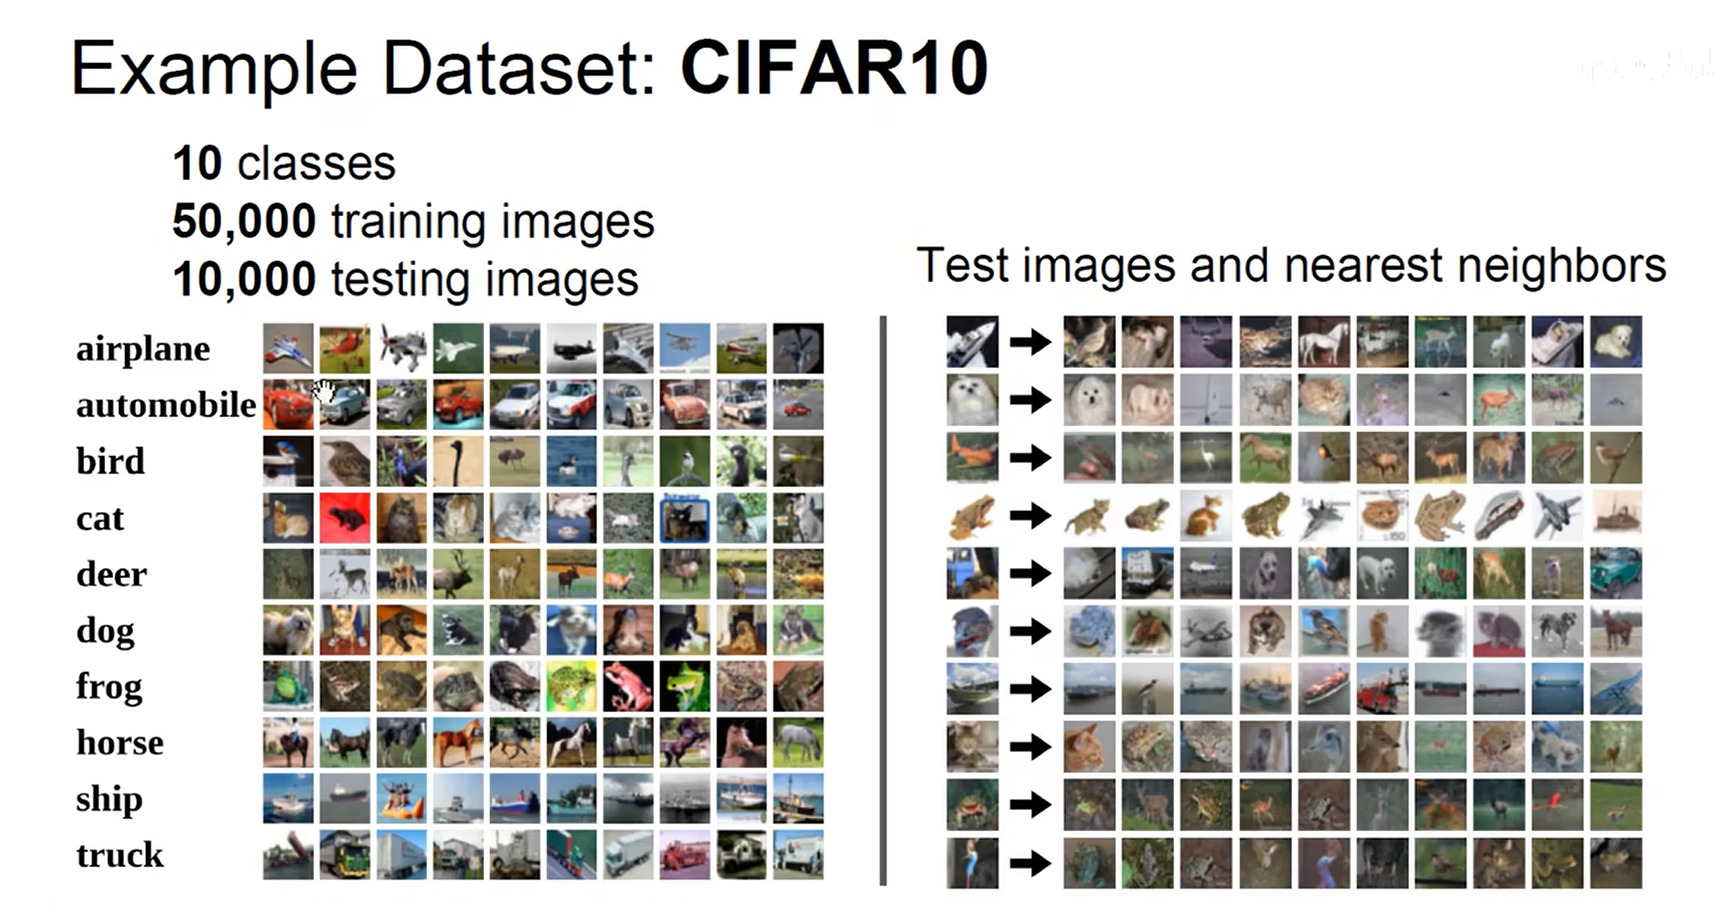 Example Dataset: CIFAR10
10 classes
50,000 training images
10,000 testing images
Test images and nearest neighbors
airplane
automobile
bird
cat
deer
dog
frog
horse
ship
truck